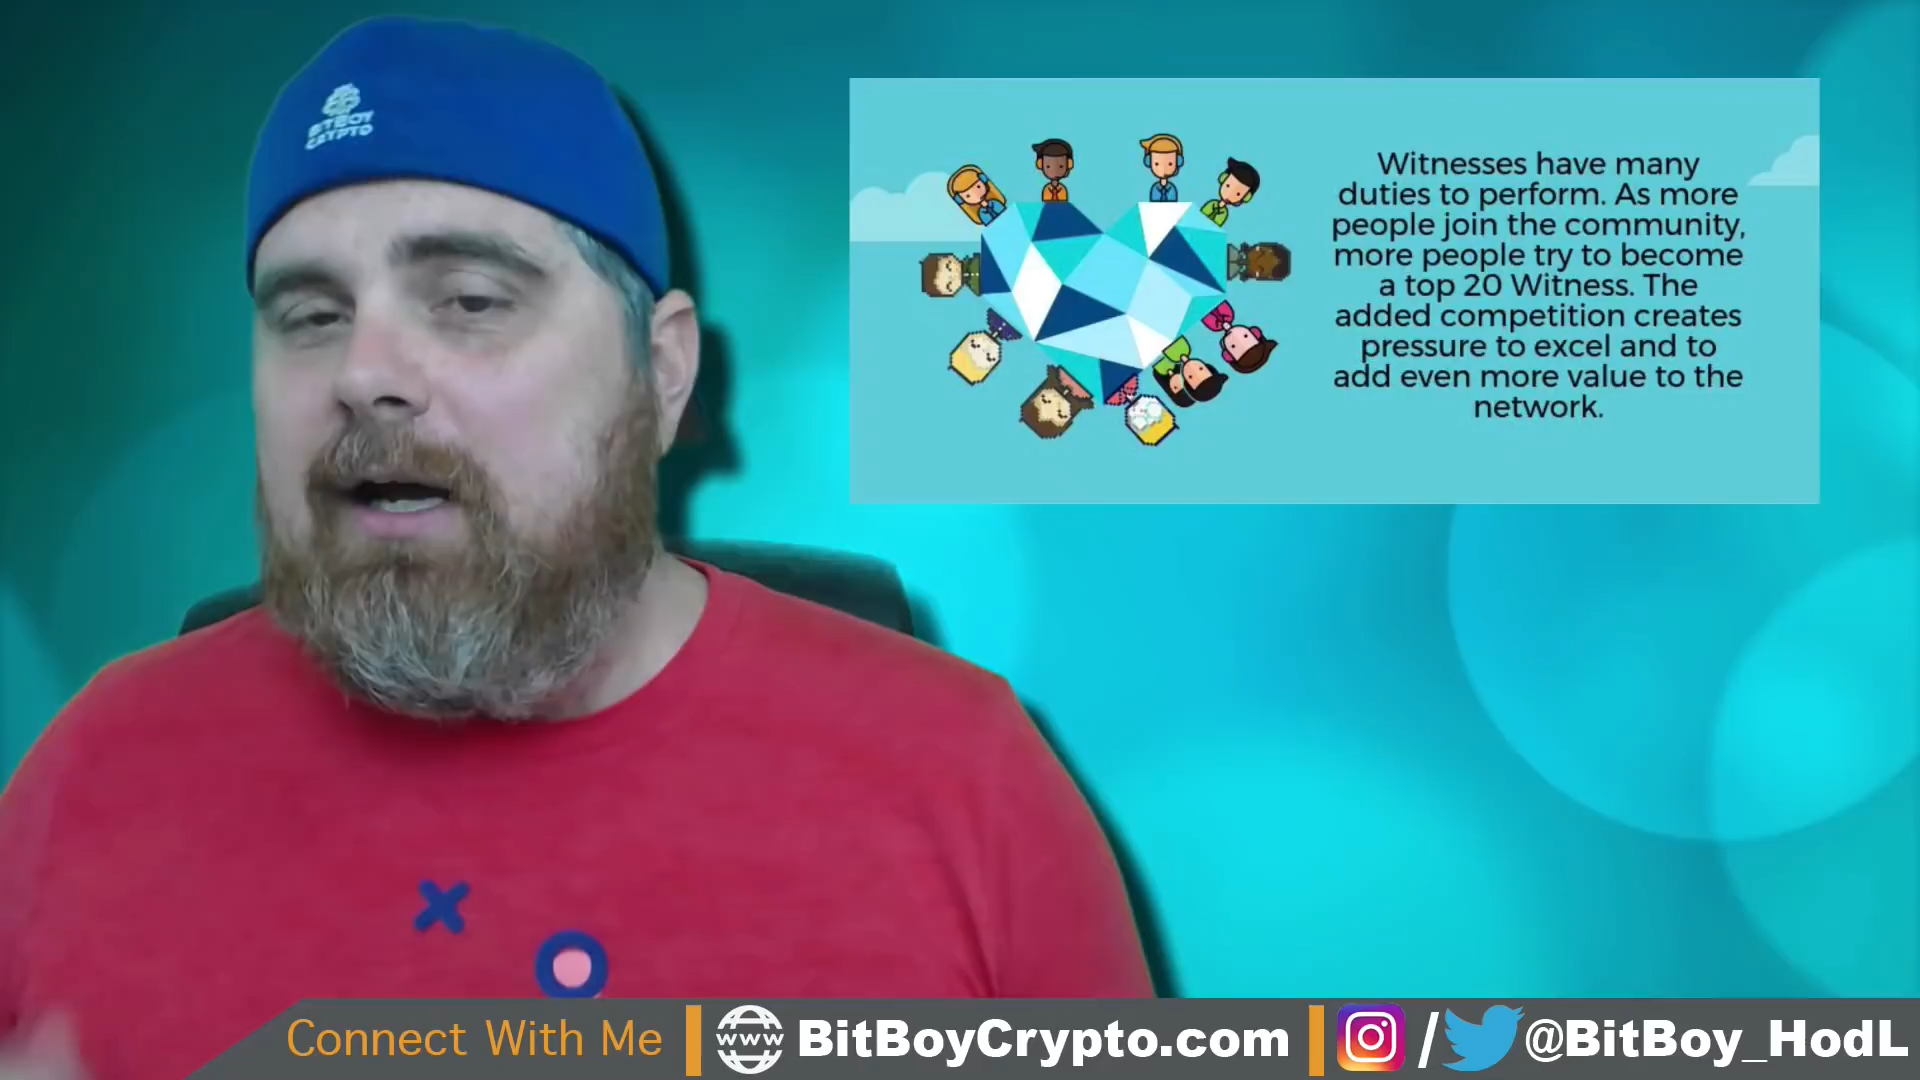 BITBOY
CRYPTO
Witnesses have many
duties to perform. As more
people join the community,
more people try to become
a top 20 Witness. The
added competition creates
pressure to excel and to
add even more value to the
network.
Connect With Me
www
BitBoyCrypto.com
/
@BitBoy_HodL